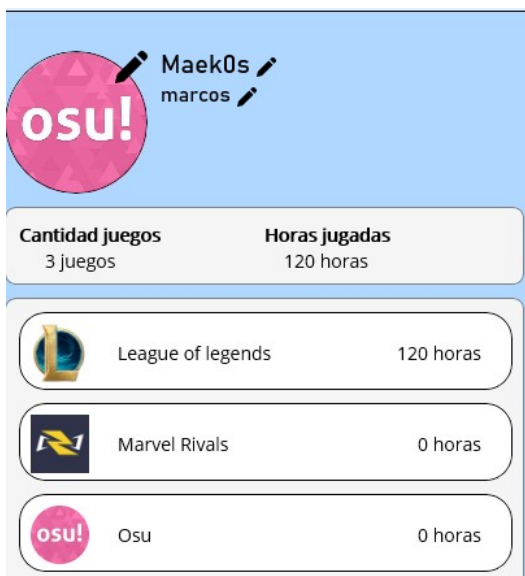 osu!
Maek0s
marcos
Cantidad juegos Horas jugadas
3 juegos 120 horas
League of legends 120 horas
Marvel Rivals 0 horas
osu! Osu 0 horas